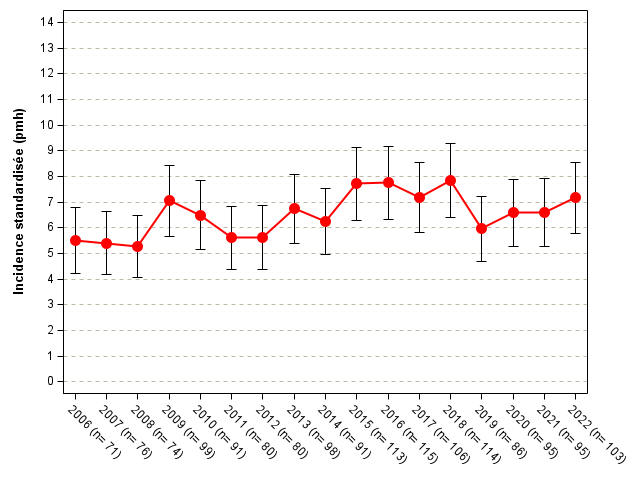 14
13
12
11
10
9
8
7
6
5
4
3
2
1
0
Incidence standardisée (pmh)
2006 (n= 71)
2007 (n= 76)
2008 (n= 74)
2009 (n= 99)
2010 (n= 91)
2011 (n= 80)
2012 (n= 80)
2013 (n= 98)
2014 (n= 91)
2015 (n= 113)
2016 (n= 115)
2017 (n= 106)
2018 (n= 114)
2019 (n= 86)
2020 (n= 95)
2021 (n= 95)
2022 (n= 103)